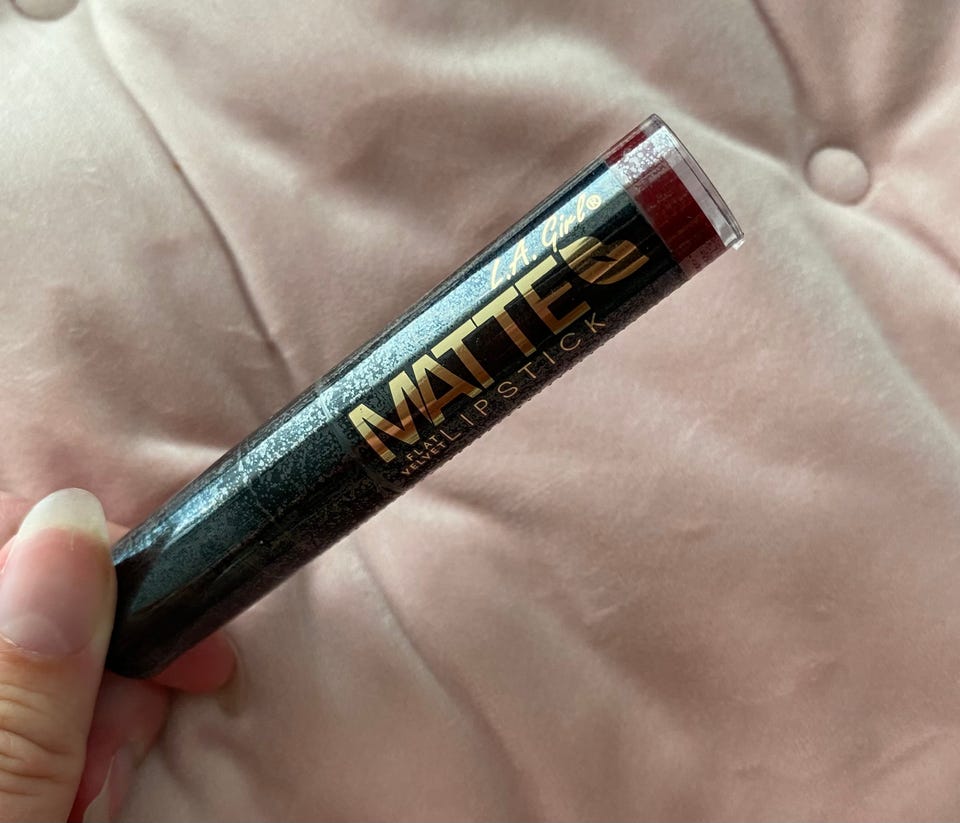 L.A. Girl®
MATTE
LIPSTICK
FLAT
VELVET